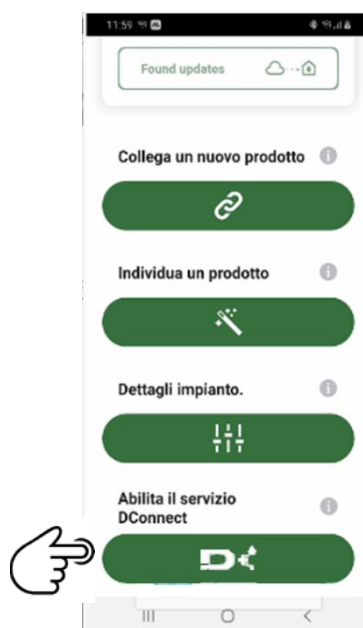 11:59
Found updates
Collega un nuovo prodotto
Individua un prodotto
Dettagli impianto.
Abilita il servizio
DConnect